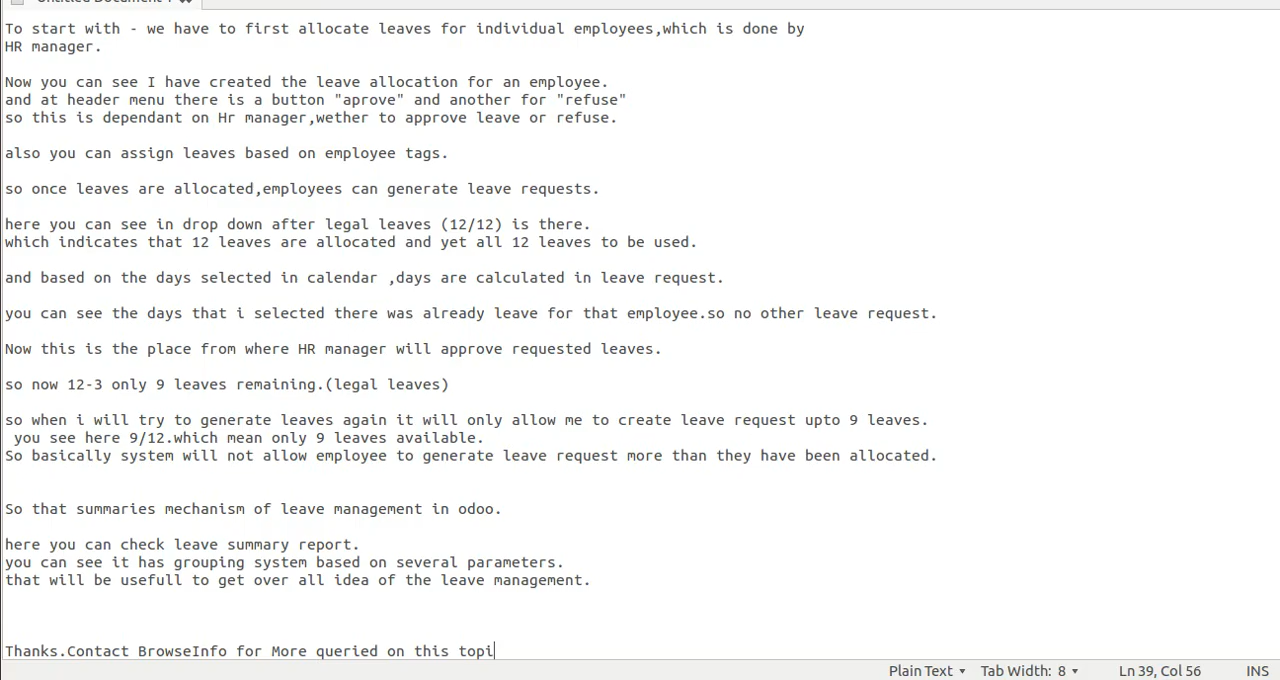 To start with - we have to first allocate leaves for individual employees,which is done by
HR manager.
Now you can see I have created the leave allocation for an employee.
and at header menu there is a button "aprove" and another for "refuse"
so this is dependant on Hr manager,wether to approve leave or refuse.
also you can assign leaves based on employee tags.
so once leaves are allocated,employees can generate leave requests.
here you can see in drop down after legal leaves (12/12) is there.
which indicates that 12 leaves are allocated and yet all 12 leaves to be used.
and based on the days selected in calendar ,days are calculated in leave request.
you can see the days that i selected there was already leave for that employee.so no other leave request.
Now this is the place from where HR manager will approve requested leaves.
so now 12-3 only 9 leaves remaining.(legal leaves)
so when i will try to generate leaves again it will only allow me to create leave request upto 9 leaves.
you see here 9/12.which mean only 9 leaves available.
So basically system will not allow employee to generate leave request more than they have been allocated.
So that summaries mechanism of leave management in odoo.
here you can check leave summary report.
you can see it has grouping system based on several parameters.
that will be usefull to get over all idea of the leave management.
Thanks.Contact BrowseInfo for More queried on this topi
Plain Text Tab Width: 8 Ln 39, Col 56 INS